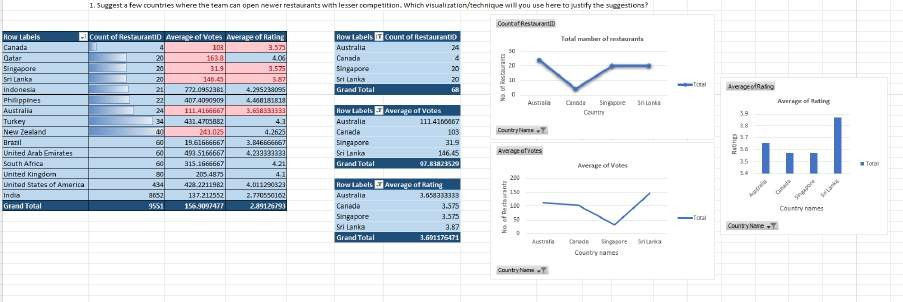 1. Suggest a few countries where the team can open newer restaurants with lesser competition. Which visualization/technique will you use here to justify the suggestions?
Row Labels Count of RestaurantID Average of Votes Average of Rating
Canada 4 103 3.575
Qatar 20 163.8 4.06
Singapore 20 31.9 3.575
Sri Lanka 20 146.45 3.87
Indonesia 21 772.0952381 4.295238095
Philippines 22 407.4090909 4.468181818
Australia 24 111.4166667 3.658333333
Turkey 34 431.4705882 4.3
New Zealand 40 243.025 4.2625
Brazil 60 19.61666667 3.846666667
United Arab Emirates 60 493.5166667 4.233333333
South Africa 60 315.1666667 4.21
United Kingdom 80 205.4875 4.1
United States of America 434 428.2211982 4.011290323
India 8652 137.212552 2.770550162
Grand Total 9551 156.9097477 2.89126793
Row Labels Count of RestaurantID
Australia 24
Canada 4
Singapore 20
Sri Lanka 20
Grand Total 68
Row Labels Average of Votes
Australia 111.4166667
Canada 103
Singapore 31.9
Sri Lanka 146.45
Grand Total 97.83823529
Row Labels Average of Rating
Australia 3.658333333
Canada 3.575
Singapore 3.575
Sri Lanka 3.87
Grand Total 3.691176471
Count of RestaurantID
Total number of restaurants
No. of Restaurants
30
20
10
0
Australia Canada Singapore Sri Lanka
Country
Total
Country Name
Average of Votes
Average of Votes
No. of Restaurants
200
150
100
50
0
Australia Canada Singapore Sri Lanka
Country names
Total
Country Name
Average of Rating
Average of Rating
Ratings
3.9
3.8
3.7
3.6
3.5
3.4
Australia Canada Singapore Sri Lanka
Country names
Total
Country Name